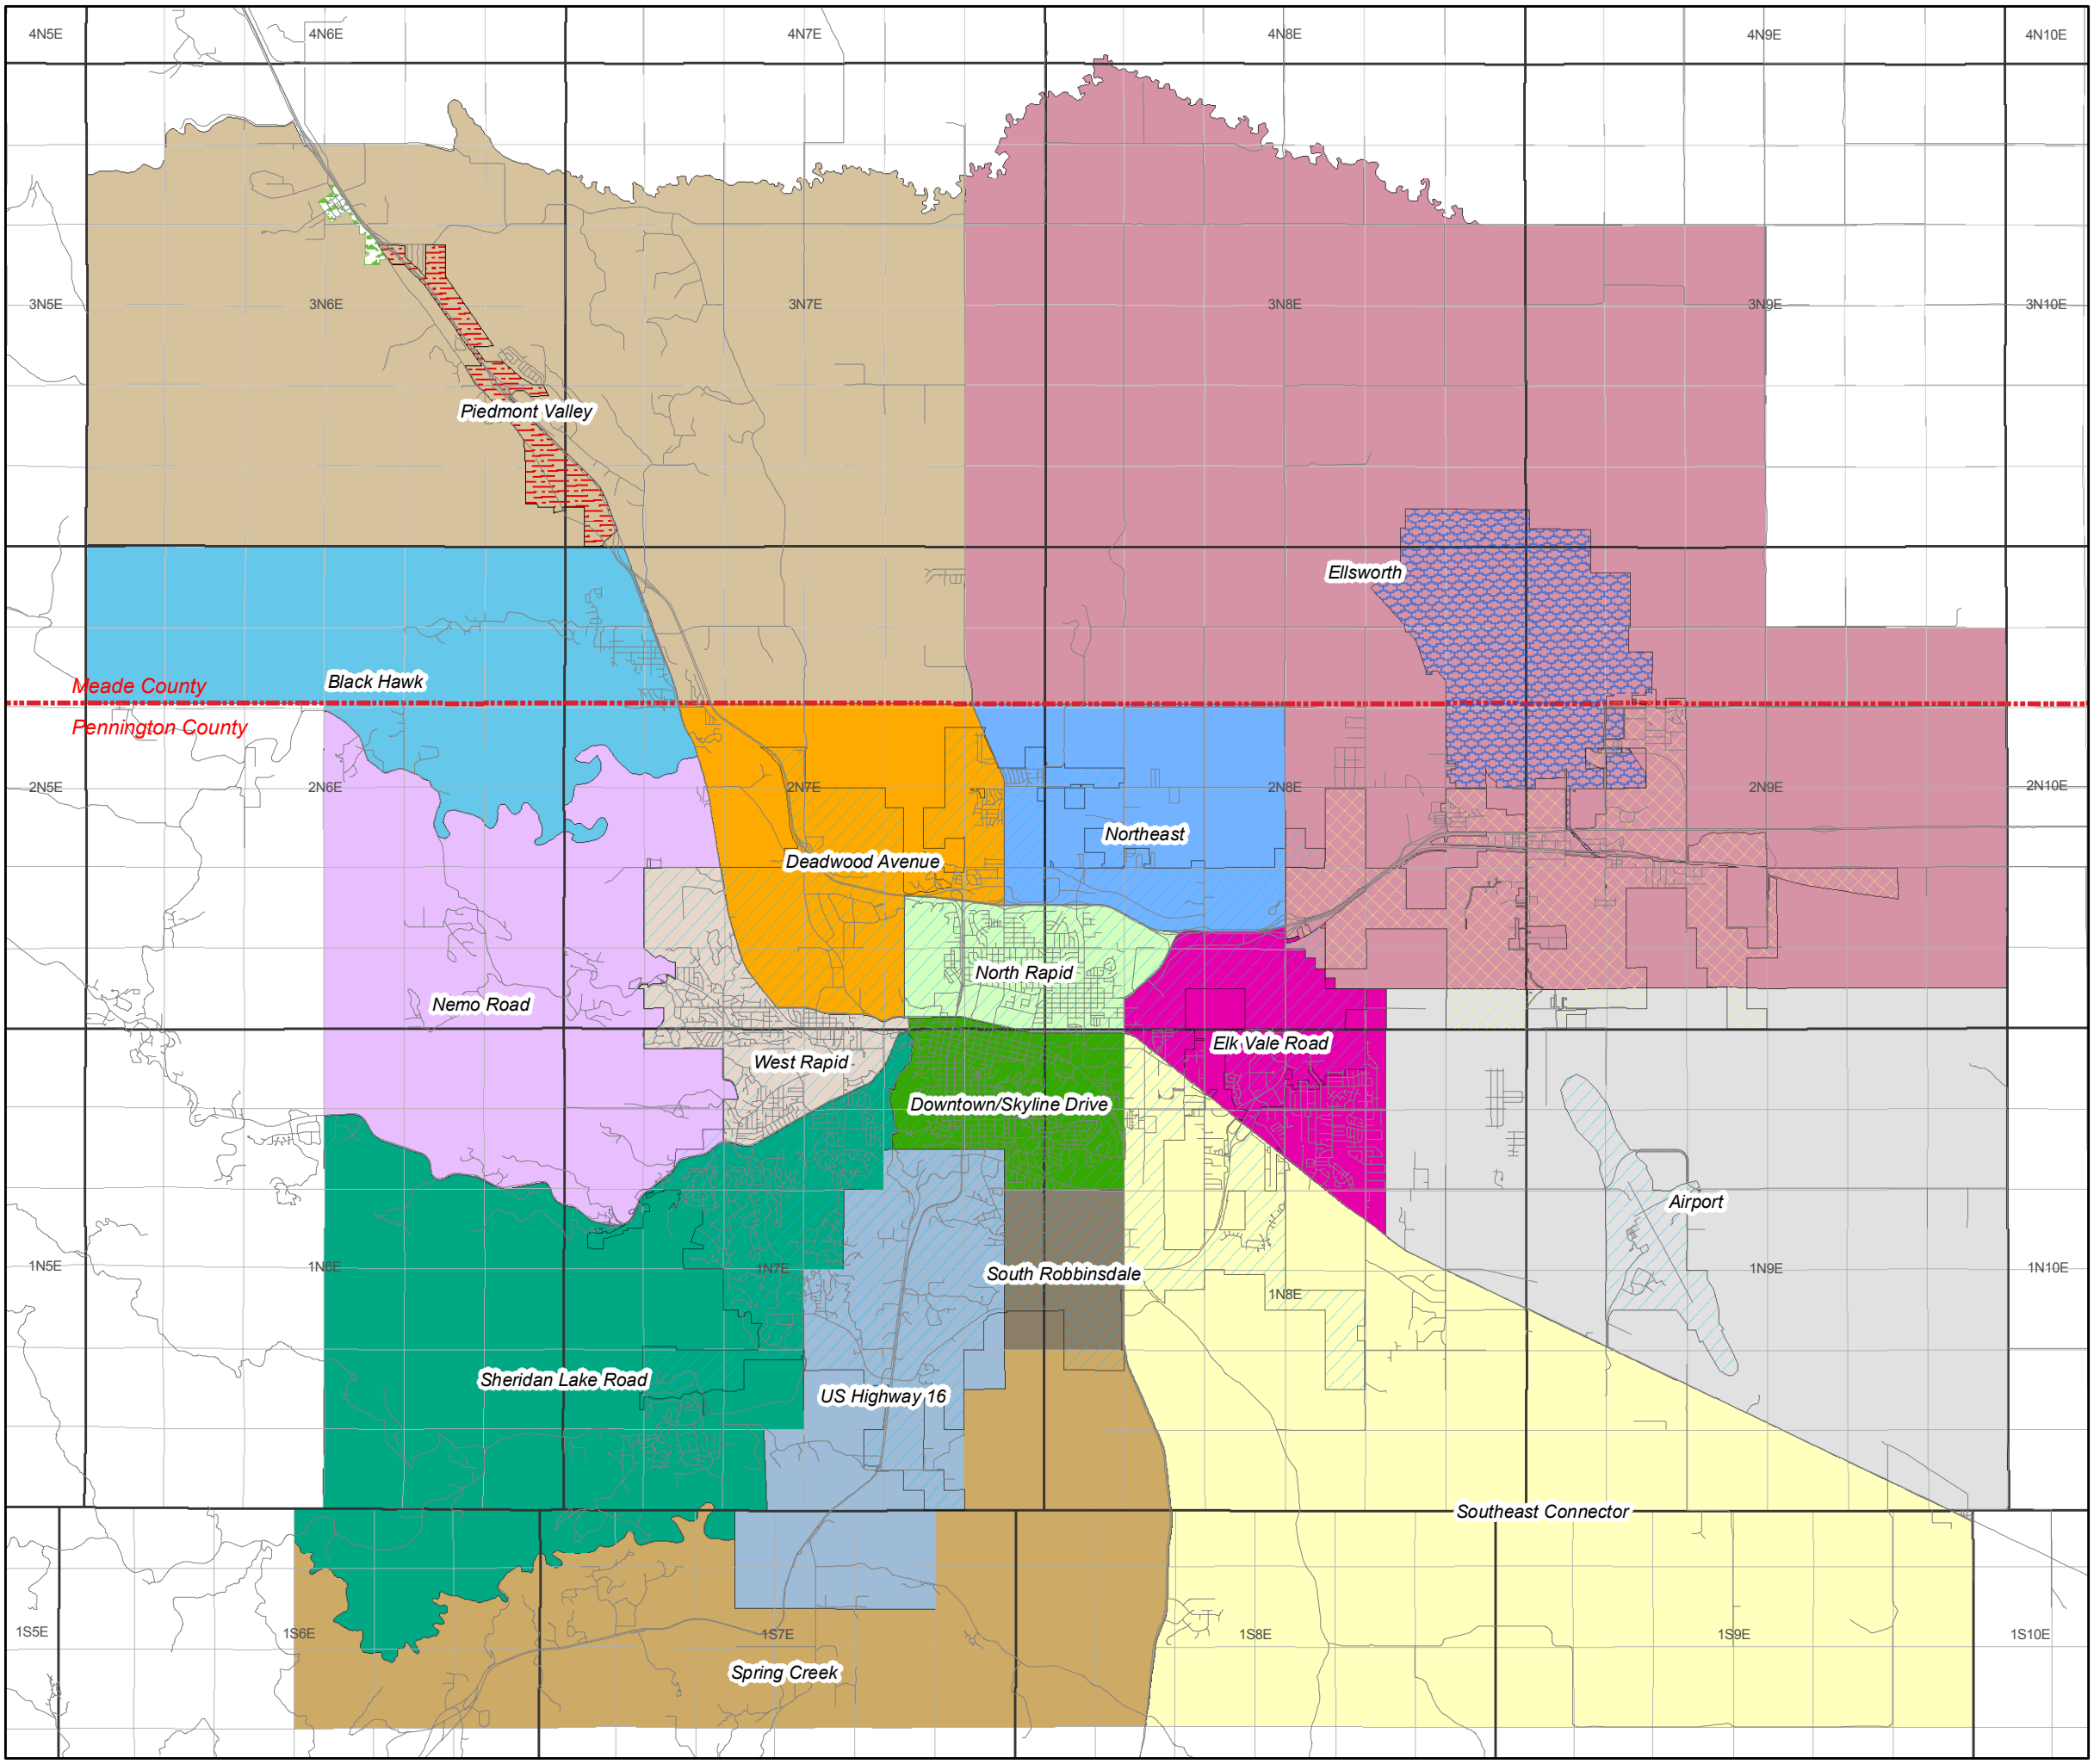 4N5E
4N6E
4N7E
4N8E
4N9E
4N10E
3N5E
3N6E
3N7E
3N8E
3N9E
3N10E
Piedmont Valley
Ellsworth
Black Hawk
Meade County
Pennington County
2N5E
2N6E
2N7E
2N8E
2N9E
2N10E
Northeast
Deadwood Avenue
North Rapid
Nemo Road
Elk Vale Road
West Rapid
Downtown/Skyline Drive
Airport
1N5E
1N6E
1N7E
South Robbinsdale
1N8E
1N9E
1N10E
Sheridan Lake Road
US Highway 16
Southeast Connector
1S5E
1S6E
1S7E
1S8E
1S9E
1S10E
Spring Creek